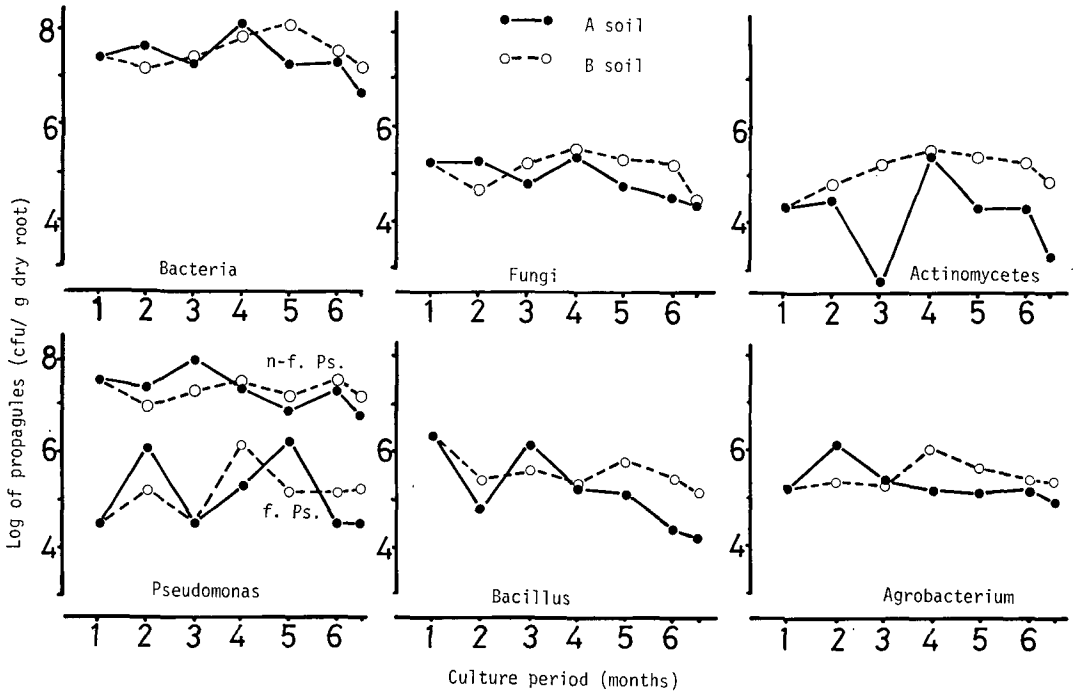 A soil
B soil
8
6
4
Bacteria
1 2 3 4 5 6
6
4
Fungi
1 2 3 4 5 6
6
4
Actinomycetes
1 2 3 4 5 6
Log of propagules (cfu/ g dry root)
8
6
4
n-f. Ps.
f. Ps.
Pseudomonas
1 2 3 4 5 6
6
4
Bacillus
1 2 3 4 5 6
6
4
Agrobacterium
1 2 3 4 5 6
Culture period (months)